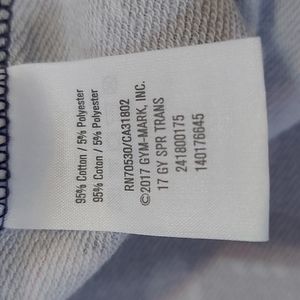 95% Cotton / 5% Polyester
95% Coton / 5% Polyester
RN70530/CA31802
©2017 GYM-MARK, INC.
17 GY SPR TRANS
241800175
140176645